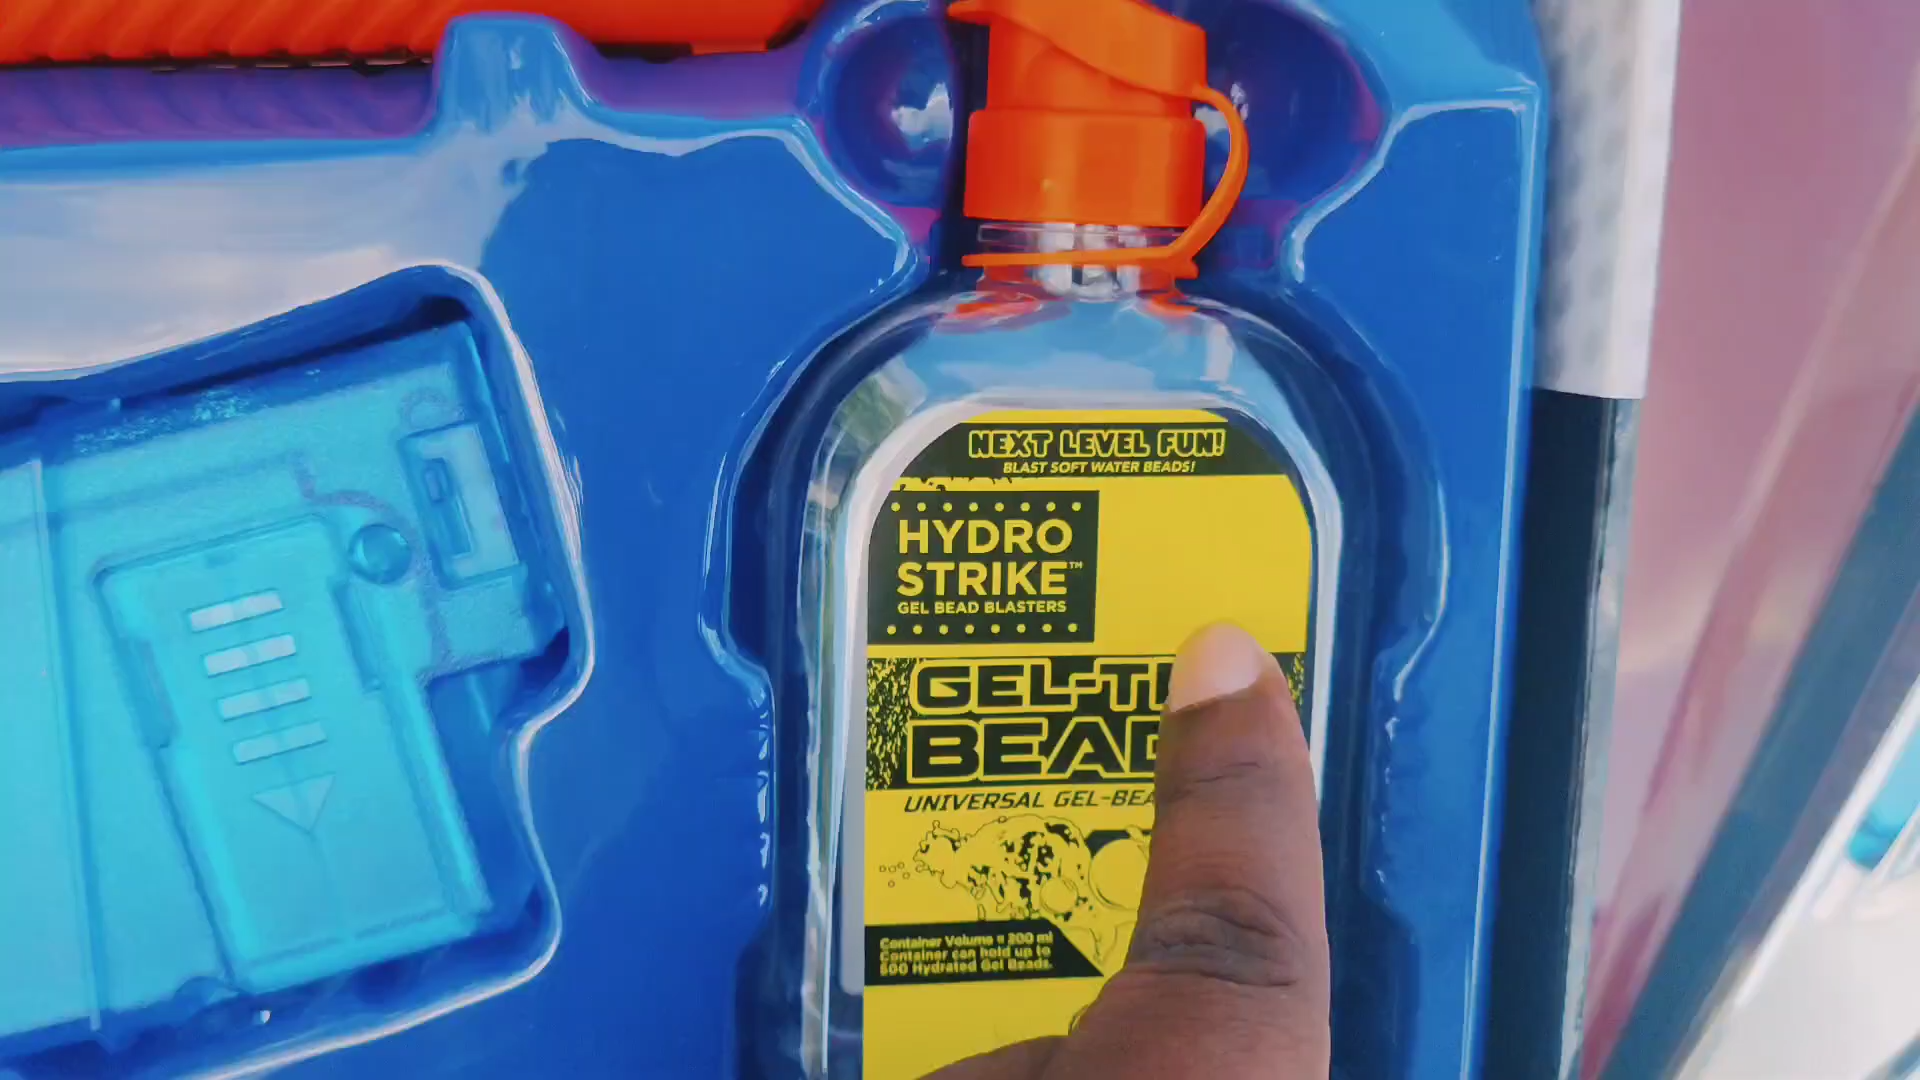 NEXT LEVEL FUN!
BLAST SOFT WATER BEADS!
HYDRO
STRIKE™
GEL BEAD BLASTERS
Container Volume = 200 ml
Container can hold up to
500 Hydrated Gel Beads.